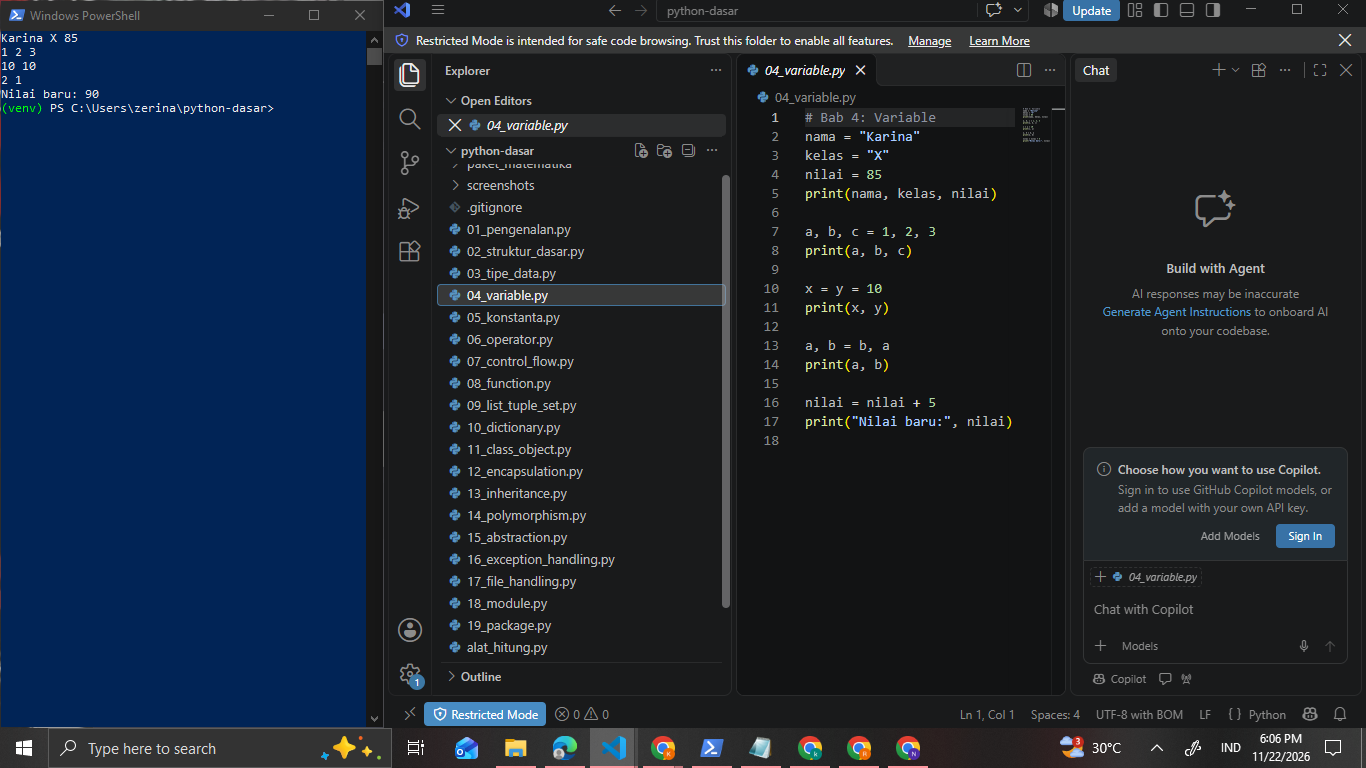 Windows PowerShell
Karina X 85
1 2 3
10 10
2 1
Nilai baru: 90
(venv) PS C:\Users\zerina\python-dasar>
python-dasar
Update
Restricted Mode is intended for safe code browsing. Trust this folder to enable all features. Manage Learn More
Explorer
Open Editors
04_variable.py
python-dasar
paket_matematika
screenshots
.gitignore
01_pengenalan.py
02_struktur_dasar.py
03_tipe_data.py
04_variable.py
05_konstanta.py
06_operator.py
07_control_flow.py
08_function.py
09_list_tuple_set.py
10_dictionary.py
11_class_object.py
12_encapsulation.py
13_inheritance.py
14_polymorphism.py
15_abstraction.py
16_exception_handling.py
17_file_handling.py
18_module.py
19_package.py
alat_hitung.py
Outline
1
04_variable.py
04_variable.py
1 # Bab 4: Variable
2 nama = "Karina"
3 kelas = "X"
4 nilai = 85
5 print(nama, kelas, nilai)
6
7 a, b, c = 1, 2, 3
8 print(a, b, c)
9
10 x = y = 10
11 print(x, y)
12
13 a, b = b, a
14 print(a, b)
15
16 nilai = nilai + 5
17 print("Nilai baru:", nilai)
18
Chat
Build with Agent
AI responses may be inaccurate
Generate Agent Instructions to onboard AI
onto your codebase.
Choose how you want to use Copilot.
Sign in to use GitHub Copilot models, or
add a model with your own API key.
Add Models Sign In
04_variable.py
Chat with Copilot
Models
Copilot
Restricted Mode 0 0 Ln 1, Col 1 Spaces: 4 UTF-8 with BOM LF {} Python
Type here to search
3 30°C IND
6:06 PM
11/22/2026